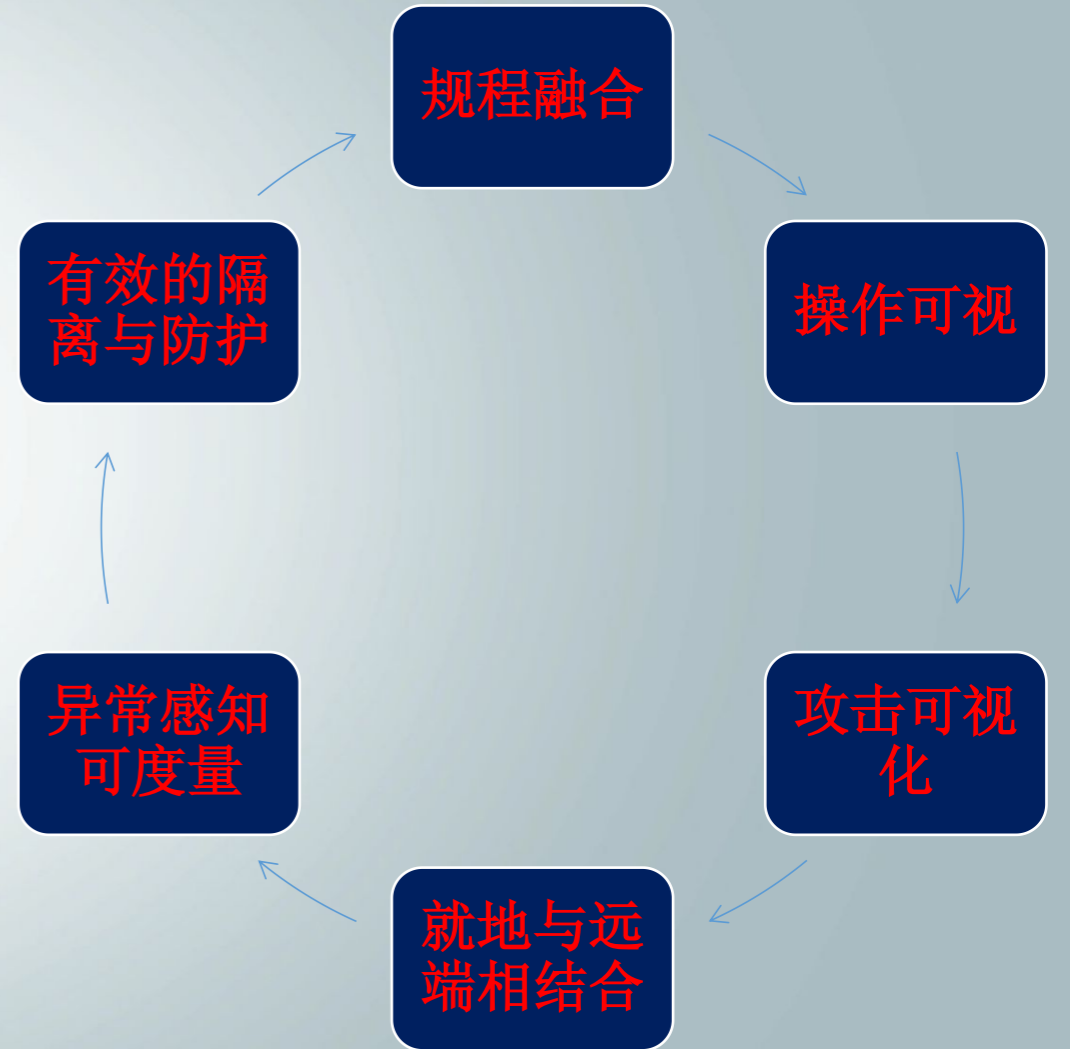 规程融合
操作可视
攻击可视
化
就地与远
端相结合
异常感知
可度量
有效的隔
离与防护